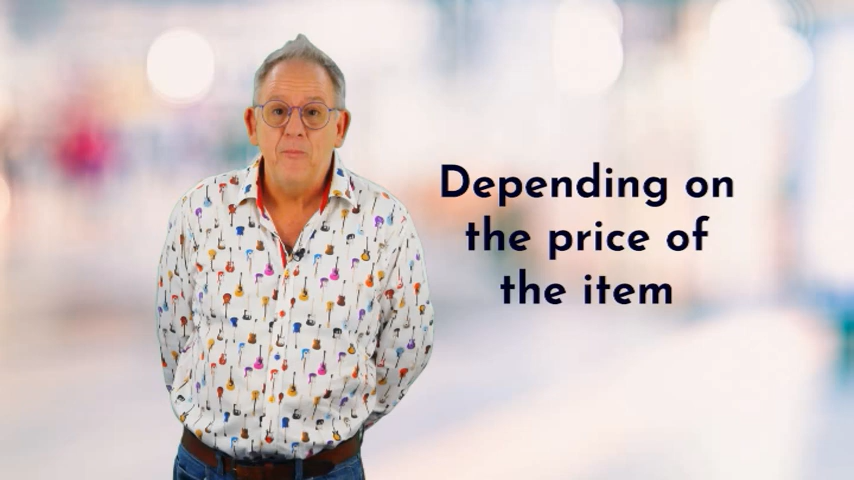 Depending on
the price of
the item